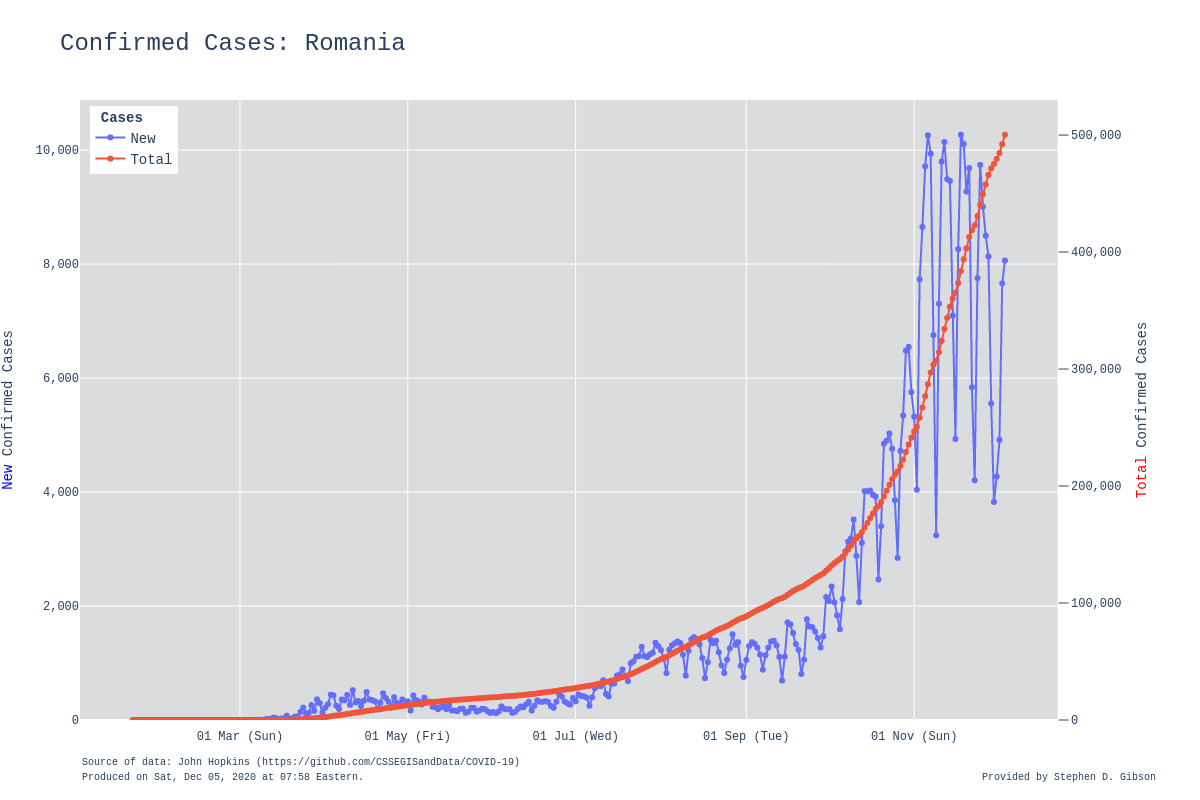 Confirmed Cases: Romania
Cases
New
Total
10,000
8,000
6,000
4,000
2,000
0
500,000
400,000
300,000
200,000
100,000
0
New Confirmed Cases
Total Confirmed Cases
01 Mar (Sun)
01 May (Fri)
01 Jul (Wed)
01 Sep (Tue)
01 Nov (Sun)
Source of data: John Hopkins (https://github.com/CSSEGISandData/COVID-19)
Produced on Sat, Dec 05, 2020 at 07:58 Eastern.
Provided by Stephen D. Gibson